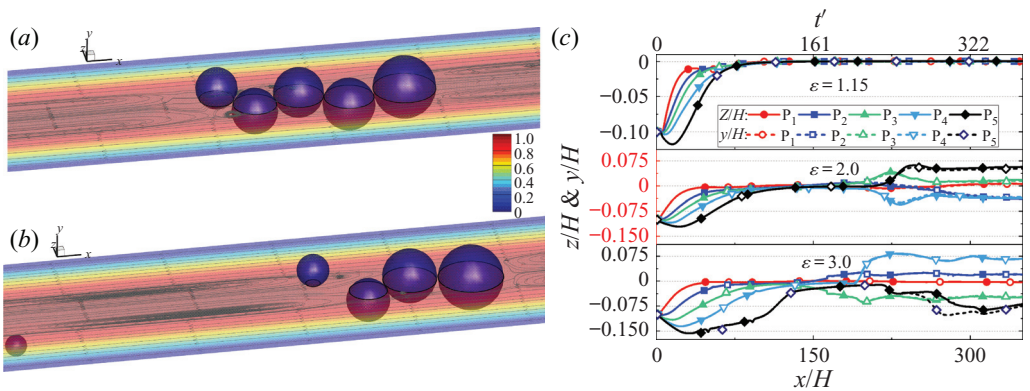 (a)
y
z
x
1.0
0.8
0.6
0.4
0.2
0
(b)
y
z
x
(c)
t′
0 161 322
0
−0.05
−0.10
ε = 1.15
Z/H: P1 P2 P3 P4 P5
y/H: P1 P2 P3 P4 P5
0.075
0
−0.075
−0.150
ε = 2.0
0.075
0
−0.075
−0.150
ε = 3.0
z/H & y/H
0 150 300
x/H